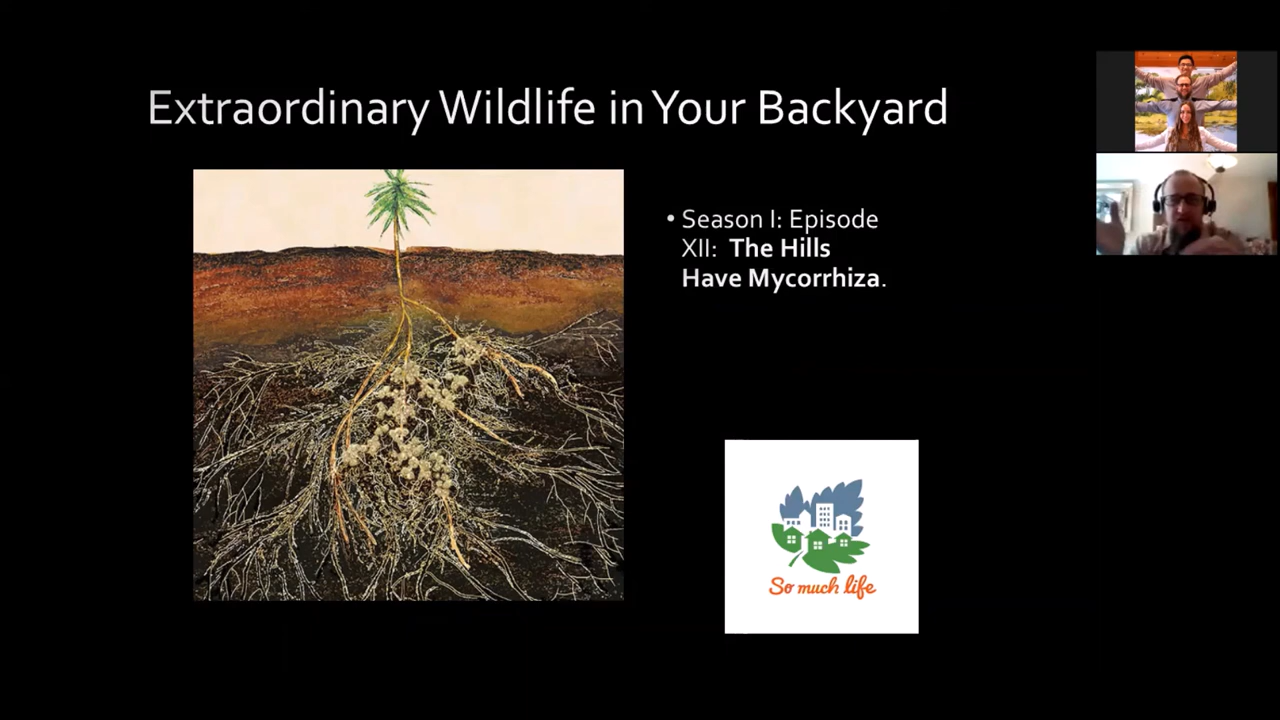 Extraordinary Wildlife in Your Backyard
• Season I: Episode
XII: The Hills
Have Mycorrhiza.
So much life